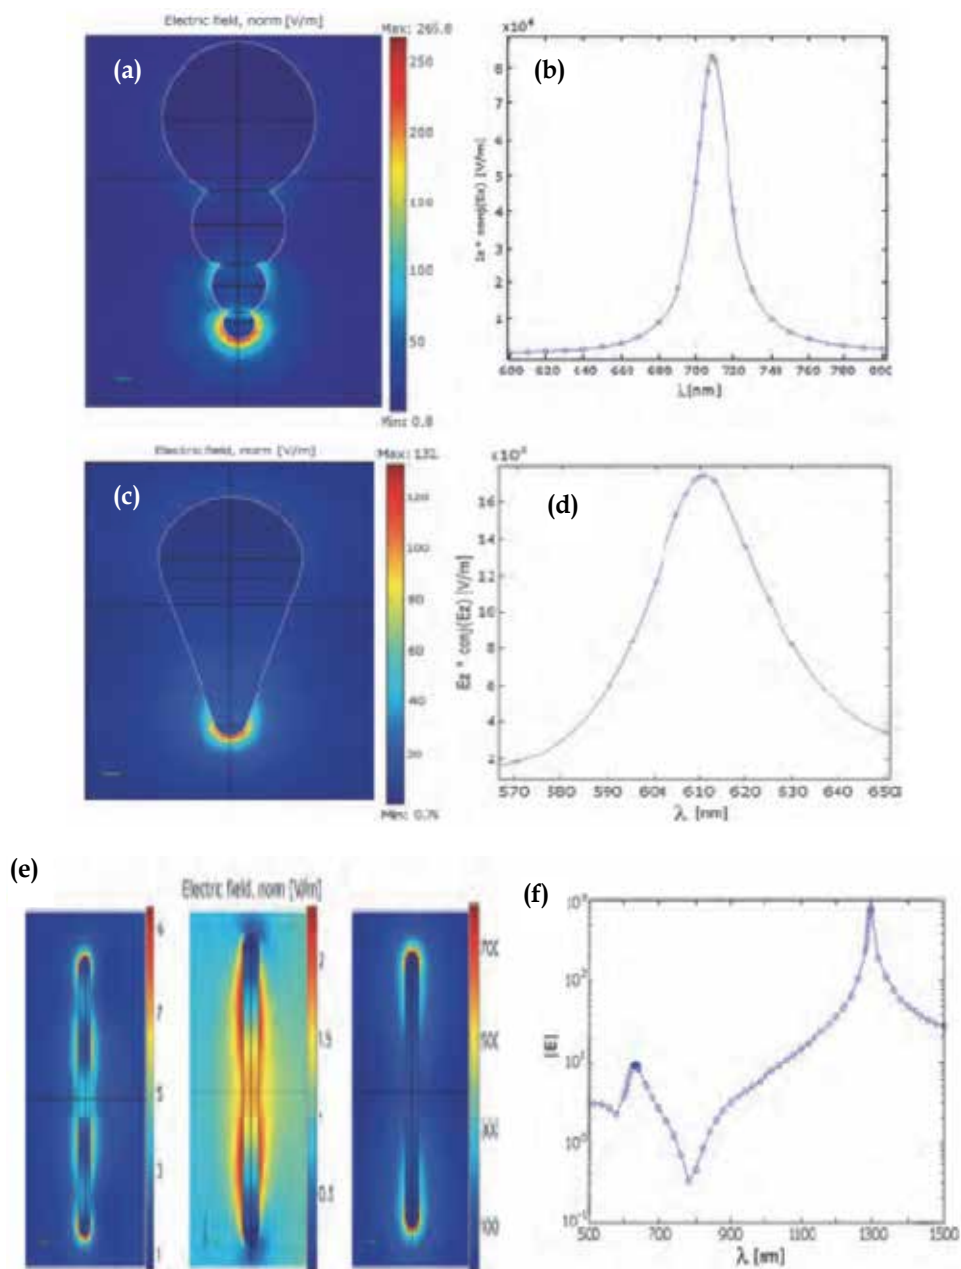 Electric field, norm [V/m]
Max: 265.8
(a)
250
200
150
100
50
Min: 0.8
(b)
8
7
6
5
4
3
2
1
600 620 640 660 680 700 720 740 760 780 800
Electric field, norm [V/m]
Max: 131
(c)
120
100
80
60
40
20
Min: 0.76
(d)
Ez * conj(Ez) [V/m]
16
14
12
10
8
6
4
2
570 580 590 600 610 620 630 640 650
λ [nm]
(e)
Electric field, norm [V/m]
2
1.5
1
0.5
(f)
|E|
500 700 900 1100 1300 1500
λ [nm]